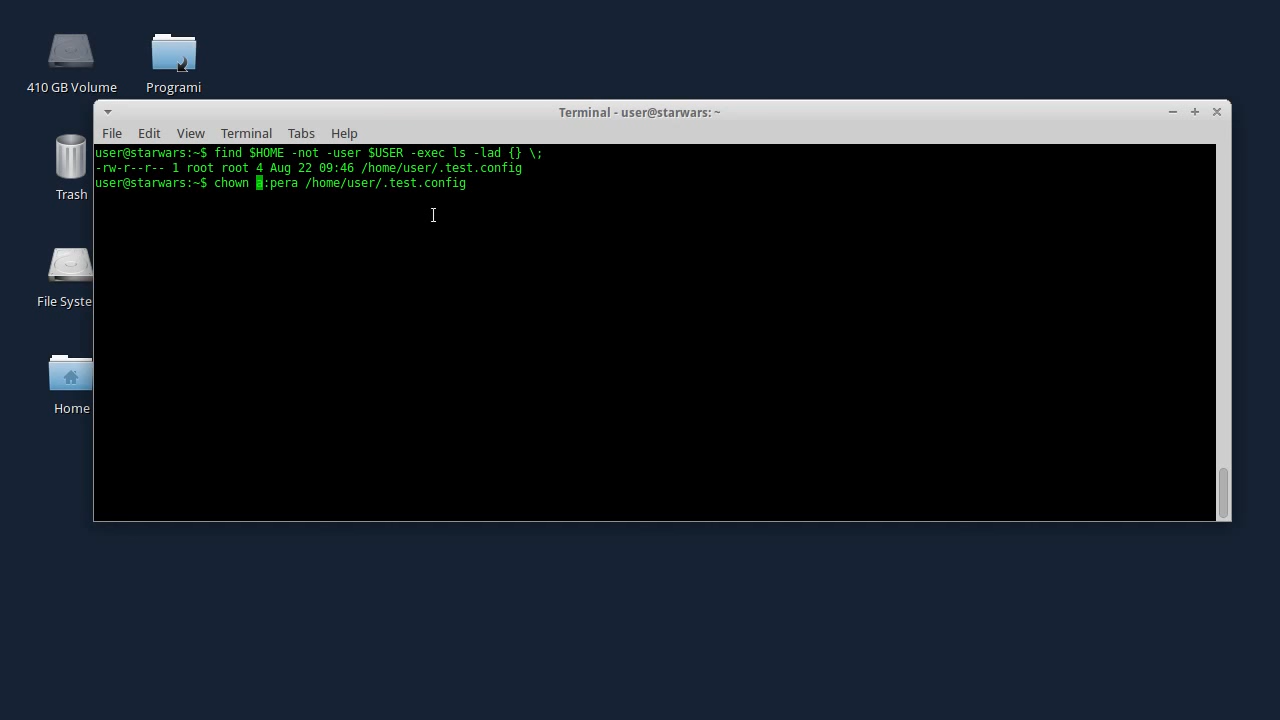 410 GB Volume
Programi
Trash
File Syste
Home
Terminal - user@starwars: ~
File Edit View Terminal Tabs Help
user@starwars:~$ find $HOME -not -user $USER -exec ls -lad {} \;
-rw-r--r-- 1 root root 4 Aug 22 09:46 /home/user/.test.config
user@starwars:~$ chown a:pera /home/user/.test.config